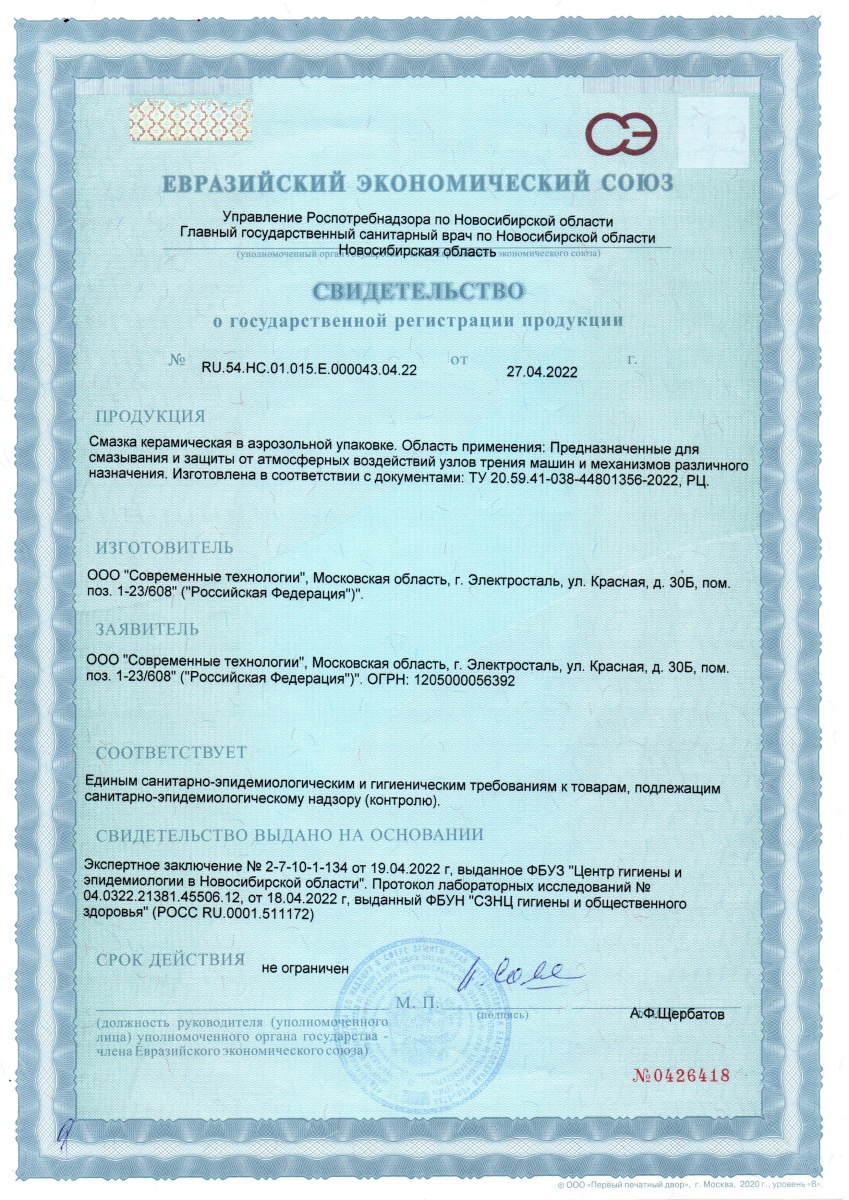 СЭ
ЕВРАЗИЙСКИЙ ЭКОНОМИЧЕСКИЙ СОЮЗ
Управление Роспотребнадзора по Новосибирской области
Главный государственный санитарный врач по Новосибирской области
Новосибирская область
(уполномоченный орган экономического союза)
СВИДЕТЕЛЬСТВО
о государственной регистрации продукции
№ RU.54.НС.01.015.Е.000043.04.22 от 27.04.2022 г.
ПРОДУКЦИЯ
Смазка керамическая в аэрозольной упаковке. Область применения: Предназначенные для
смазывания и защиты от атмосферных воздействий узлов трения машин и механизмов различного
назначения. Изготовлена в соответствии с документами: ТУ 20.59.41-038-44801356-2022, РЦ.
ИЗГОТОВИТЕЛЬ
ООО "Современные технологии", Московская область, г. Электросталь, ул. Красная, д. 30Б, пом.
поз. 1-23/608" ("Российская Федерация")".
ЗАЯВИТЕЛЬ
ООО "Современные технологии", Московская область, г. Электросталь, ул. Красная, д. 30Б, пом.
поз. 1-23/608" ("Российская Федерация")". ОГРН: 1205000056392
СООТВЕТСТВУЕТ
Единым санитарно-эпидемиологическим и гигиеническим требованиям к товарам, подлежащим
санитарно-эпидемиологическому надзору (контролю).
СВИДЕТЕЛЬСТВО ВЫДАНО НА ОСНОВАНИИ
Экспертное заключение № 2-7-10-1-134 от 19.04.2022 г, выданное ФБУЗ "Центр гигиены и
эпидемиологии в Новосибирской области". Протокол лабораторных исследований №
04.0322.21381.45506.12, от 18.04.2022 г, выданный ФБУН "СЗНЦ гигиены и общественного
здоровья" (РОСС RU.0001.511172)
СРОК ДЕЙСТВИЯ не ограничен
М. П.
(подпись)
А.Ф.Щербатов
(должность руководителя (уполномоченного
лица) уполномоченного органа государства -
члена Евразийского экономического союза)
№0426418
© ООО «Первый печатный двор», г. Москва, 2020 г., уровень «В».